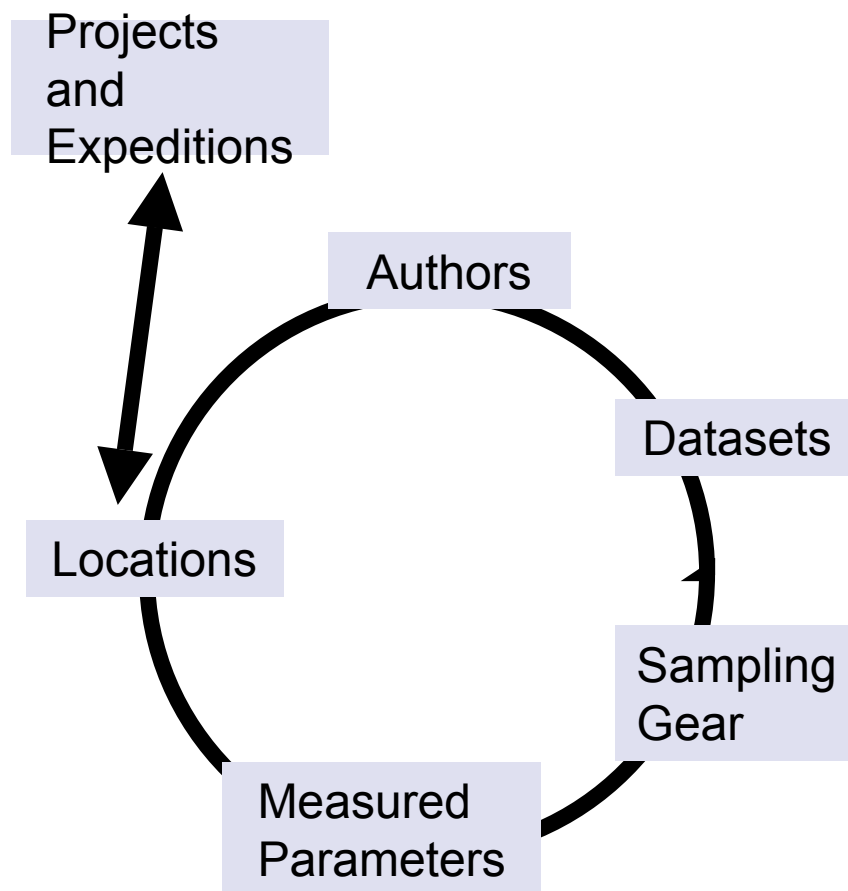 Projects
and
Expeditions
Authors
Datasets
Locations
Sampling
Gear
Measured
Parameters